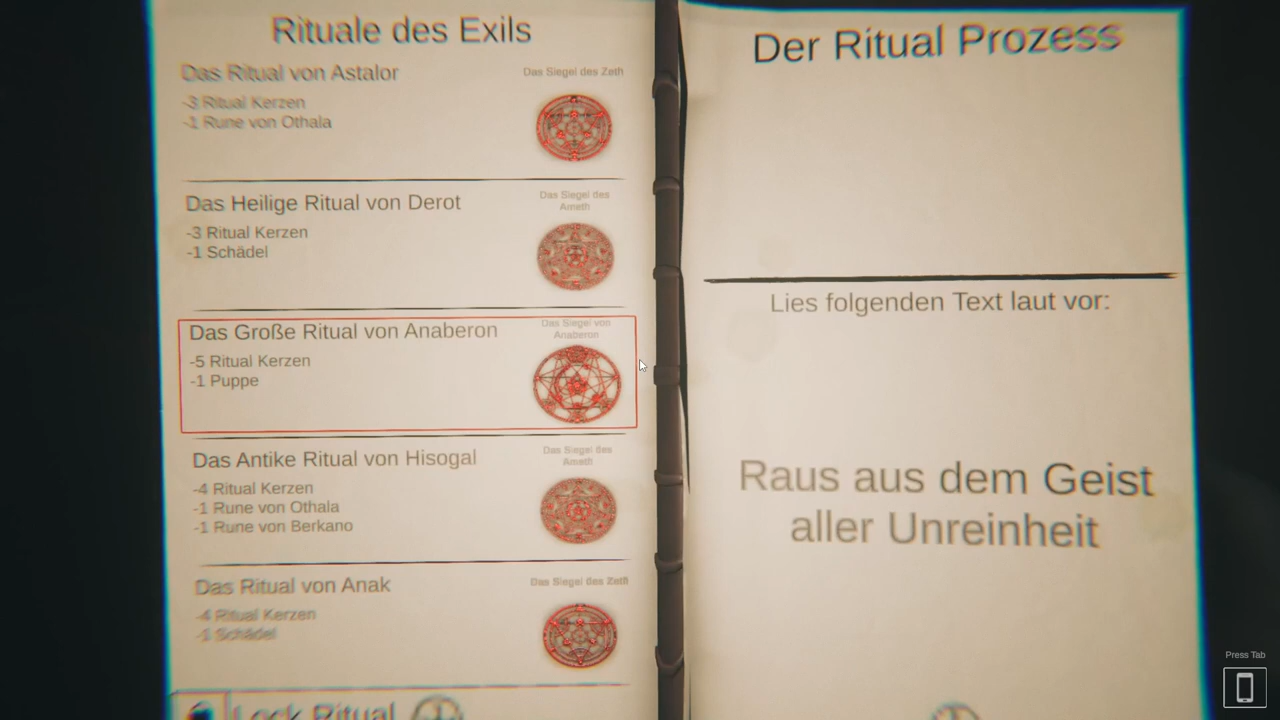 Rituale des Exils
Das Ritual von Astalor
Das Siegel des Zeth
-3 Ritual Kerzen
-1 Rune von Othala
Das Heilige Ritual von Derot
Das Siegel des
Ameth
-3 Ritual Kerzen
-1 Schädel
Das Große Ritual von Anaberon
Das Siegel von
Anaberon
-5 Ritual Kerzen
-1 Puppe
Das Antike Ritual von Hisogal
Das Siegel des
Amath
-4 Ritual Kerzen
-1 Rune von Othala
-1 Rune von Berkano
Das Ritual von Anak
Das Siegel des Zeth
-4 Ritual Kerzen
-1 Schädel
Lock Ritual
Der Ritual Prozess
Lies folgenden Text laut vor:
Raus aus dem Geist
aller Unreinheit
Press Tab